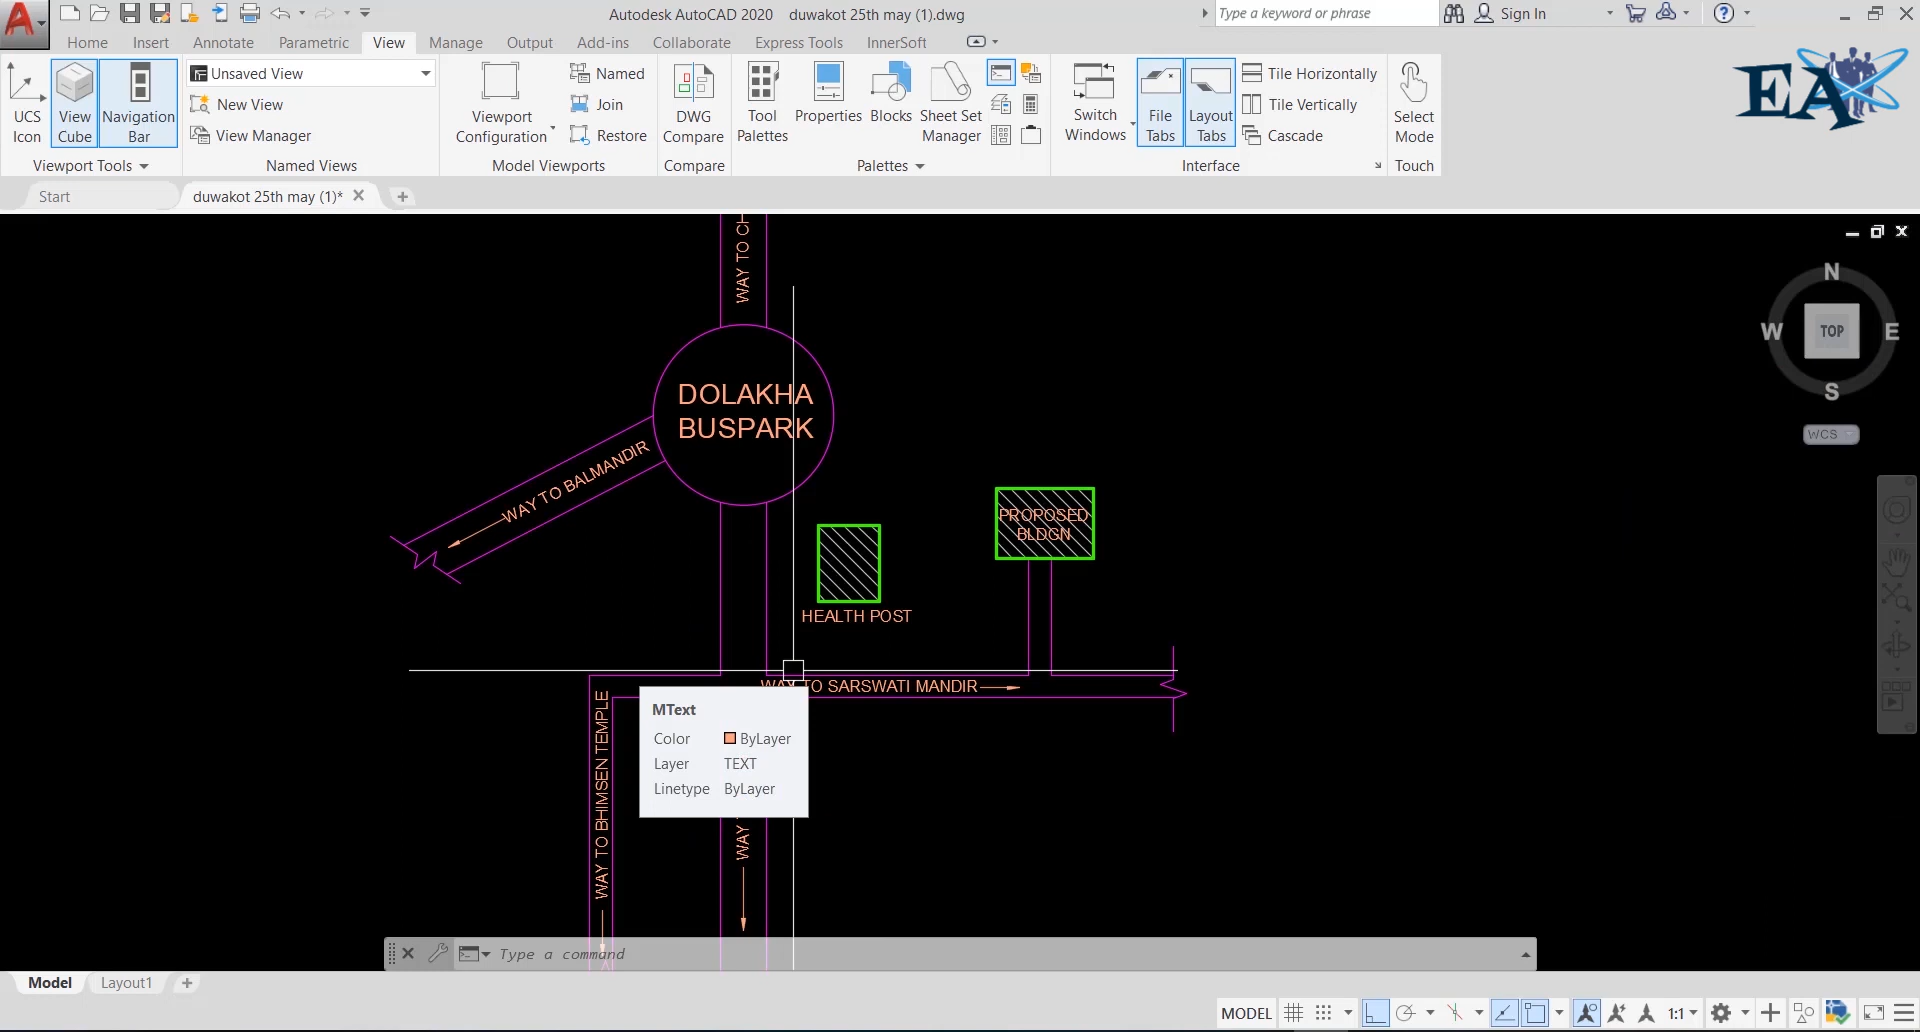 Autodesk AutoCAD 2020 duwakot 25th may (1).dwg
Type a keyword or phrase
Sign In
Home Insert Annotate Parametric View Manage Output Add-ins Collaborate Express Tools InnerSoft
UCS Icon
View Cube
Navigation Bar
Viewport Tools
Unsaved View
New View
View Manager
Named Views
Viewport Configuration
Named
Join
Restore
Model Viewports
DWG Compare
Compare
Tool Palettes
Properties
Blocks
Sheet Set Manager
Palettes
Switch Windows
File Tabs
Layout Tabs
Tile Horizontally
Tile Vertically
Cascade
Interface
Select Mode
Touch
EA
Start
duwakot 25th may (1)*
WAY TO CH
DOLAKHA
BUSPARK
WAY TO BALMANDIR
PROPOSED
BLDGN
HEALTH POST
WAY TO SARSWATI MANDIR
WAY TO BHIMSEN TEMPLE
WAY
MText
Color ByLayer
Layer TEXT
Linetype ByLayer
N
W TOP E
S
WCS
Type a command
Model Layout1
MODEL
1:1